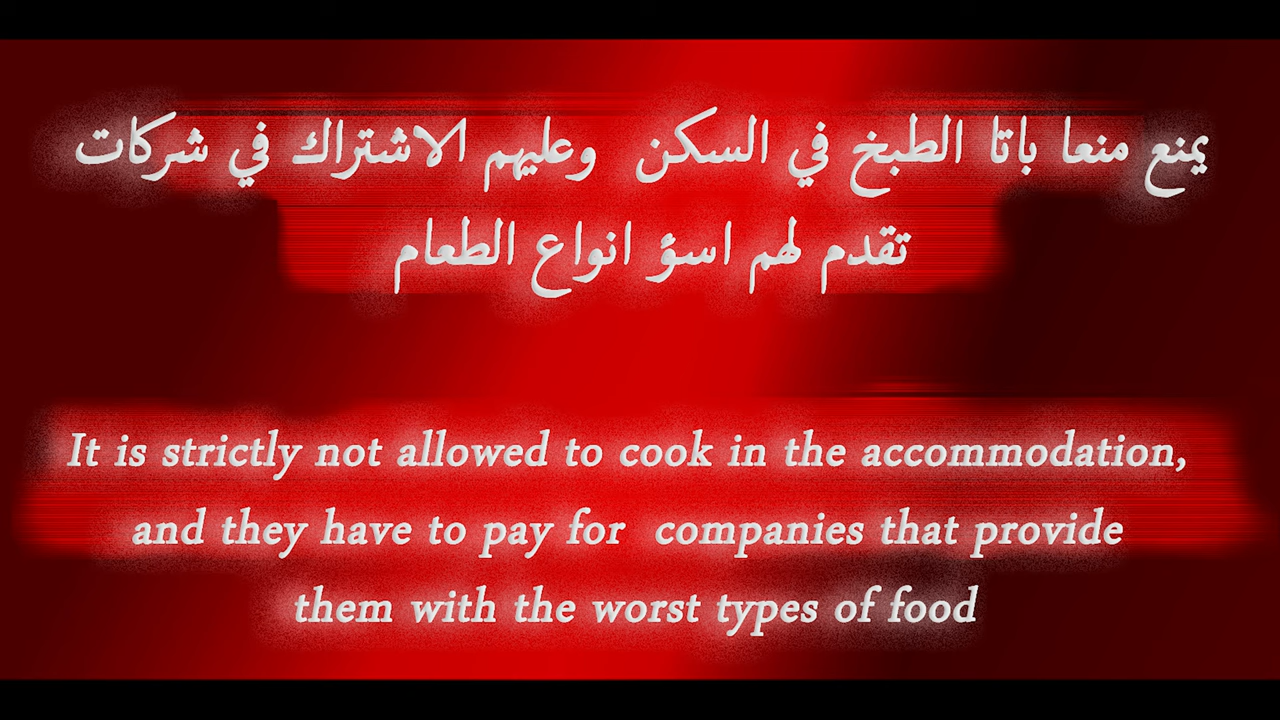 يمنع منعا باتا الطبخ في السكن وعليهم الاشتراك في شركات
تقدم لهم اسؤ انواع الطعام
It is strictly not allowed to cook in the accommodation,
and they have to pay for companies that provide
them with the worst types of food